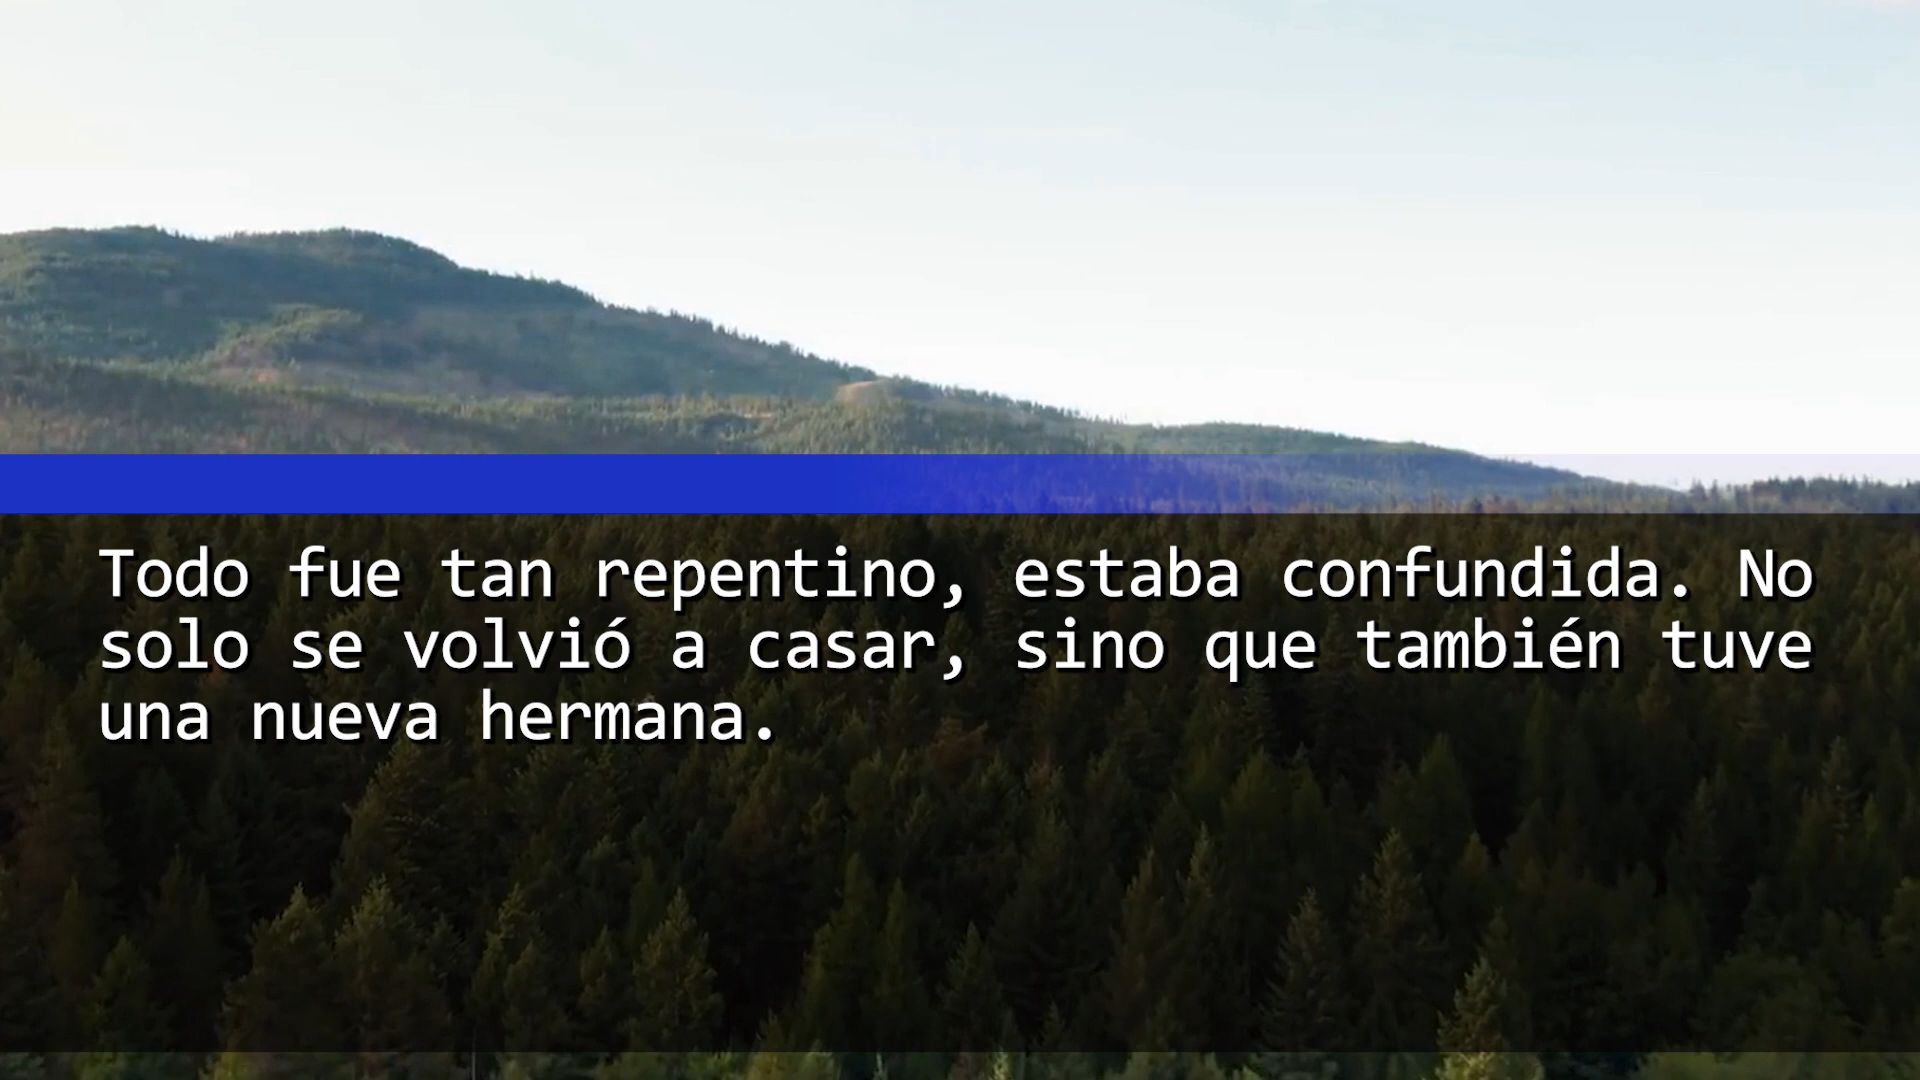 Todo fue tan repentino, estaba confundida. No
solo se volvió a casar, sino que también tuve
una nueva hermana.